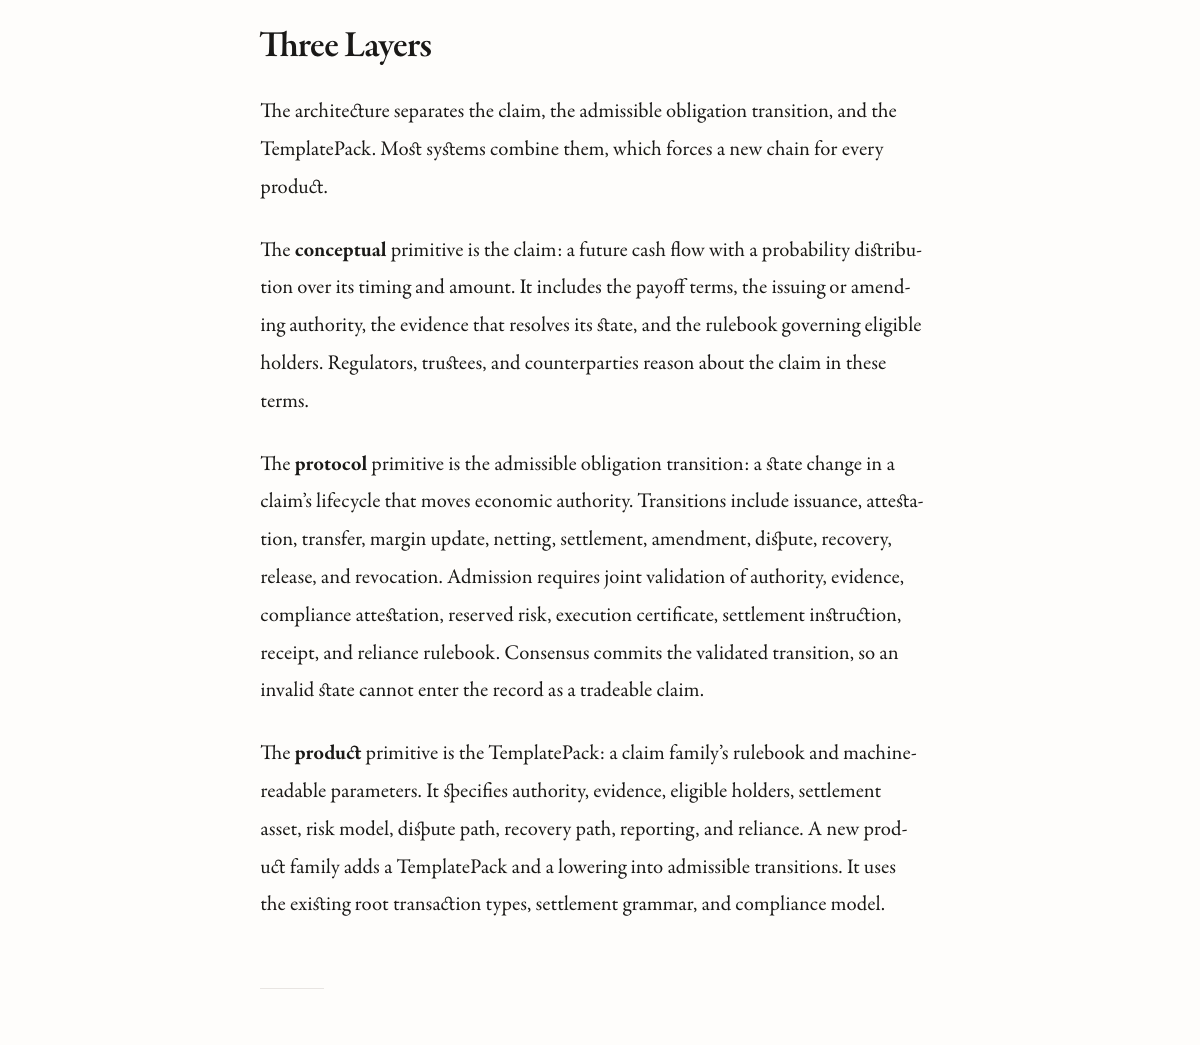 Three Layers
The architecture separates the claim, the admissible obligation transition, and the
TemplatePack. Most systems combine them, which forces a new chain for every
product.
The conceptual primitive is the claim: a future cash flow with a probability distribu-
tion over its timing and amount. It includes the payoff terms, the issuing or amend-
ing authority, the evidence that resolves its state, and the rulebook governing eligible
holders. Regulators, trustees, and counterparties reason about the claim in these
terms.
The protocol primitive is the admissible obligation transition: a state change in a
claim’s lifecycle that moves economic authority. Transitions include issuance, attesta-
tion, transfer, margin update, netting, settlement, amendment, dispute, recovery,
release, and revocation. Admission requires joint validation of authority, evidence,
compliance attestation, reserved risk, execution certificate, settlement instruction,
receipt, and reliance rulebook. Consensus commits the validated transition, so an
invalid state cannot enter the record as a tradeable claim.
The product primitive is the TemplatePack: a claim family’s rulebook and machine-
readable parameters. It specifies authority, evidence, eligible holders, settlement
asset, risk model, dispute path, recovery path, reporting, and reliance. A new prod-
uct family adds a TemplatePack and a lowering into admissible transitions. It uses
the existing root transaction types, settlement grammar, and compliance model.